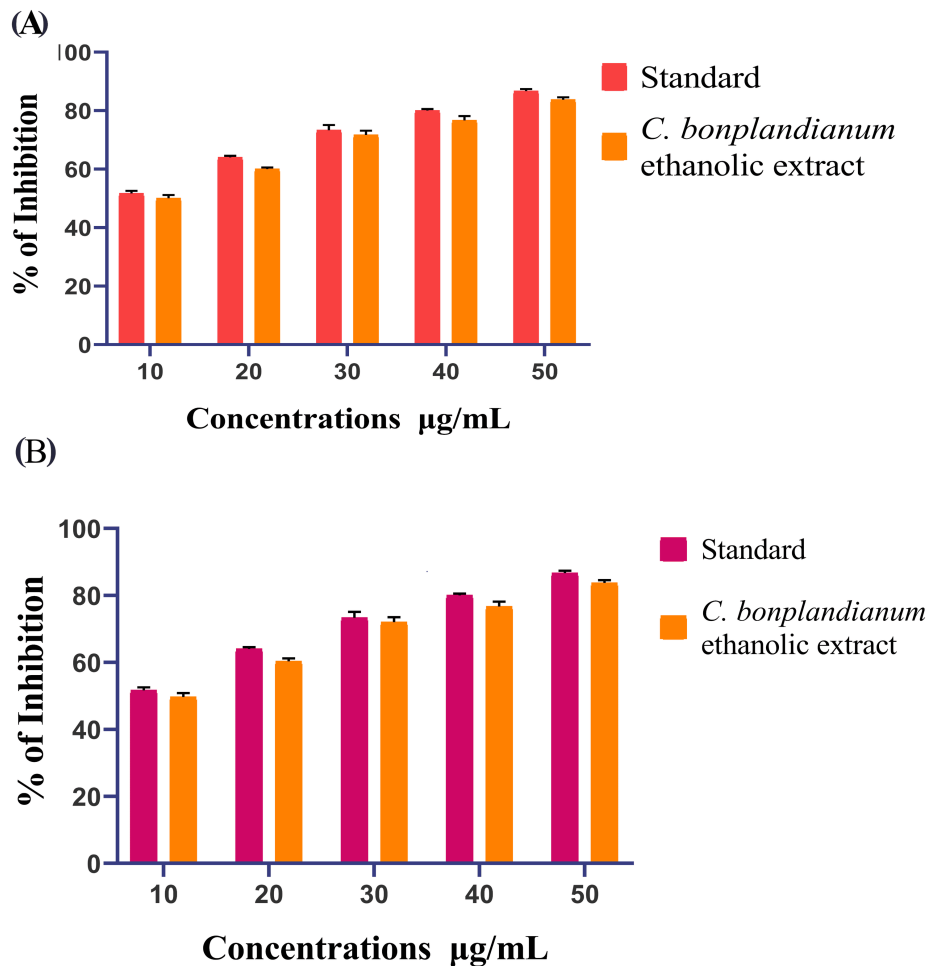 (A)
100
80
60
40
20
0
% of Inhibition
10 20 30 40 50
Concentrations µg/mL
Standard
C. bonplandianum
ethanolic extract
(B)
100
80
60
40
20
0
% of Inhibition
10 20 30 40 50
Concentrations µg/mL
Standard
C. bonplandianum
ethanolic extract